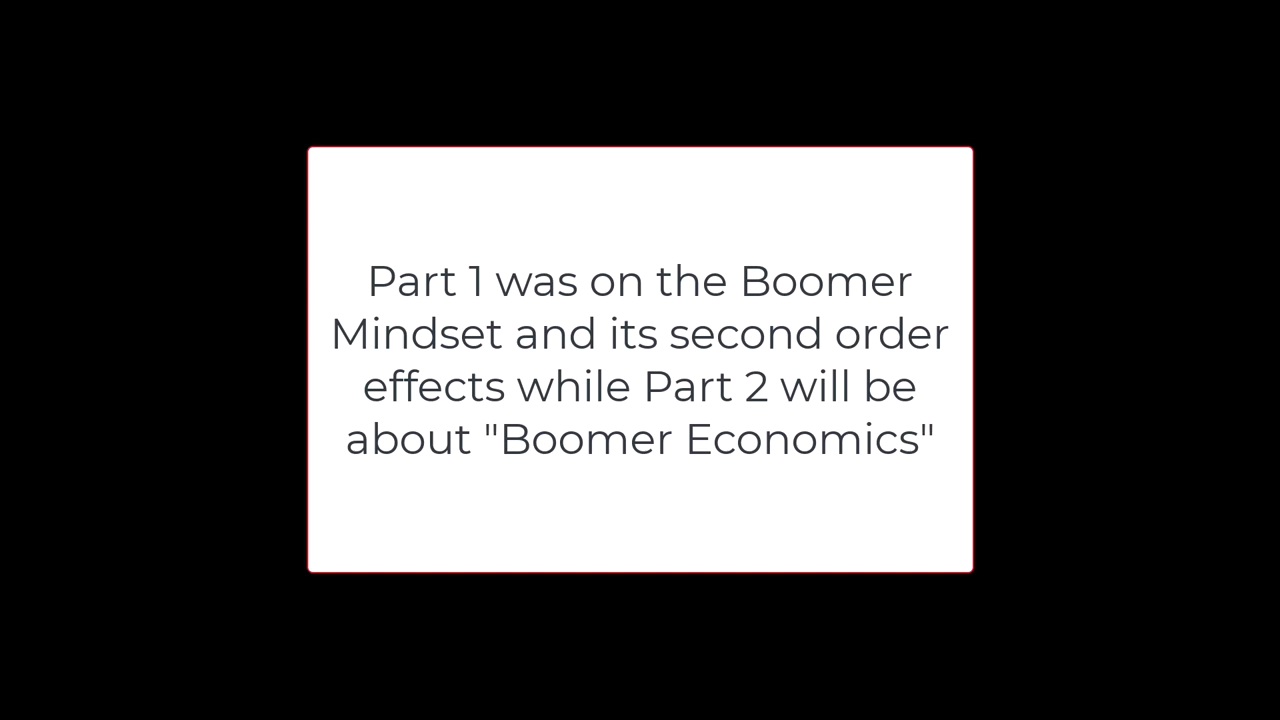 Part 1 was on the Boomer
Mindset and its second order
effects while Part 2 will be
about "Boomer Economics"